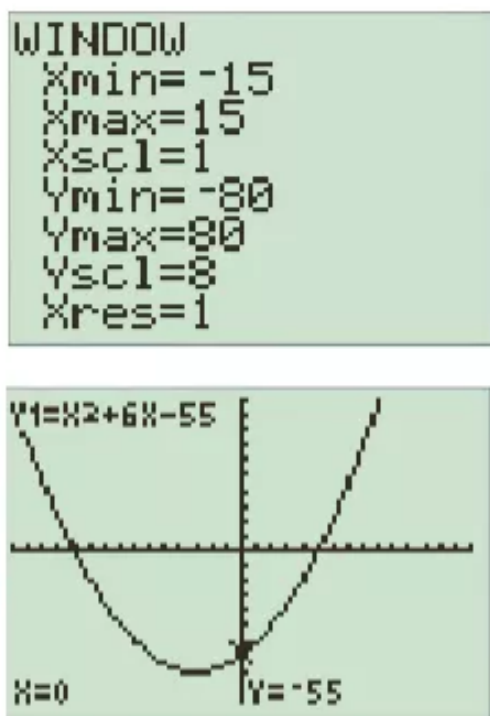 WINDOW
Xmin=-15
Xmax=15
Xscl=1
Ymin=-80
Ymax=80
Yscl=8
Xres=1
Y1=X2+6X-55
X=0 Y=-55